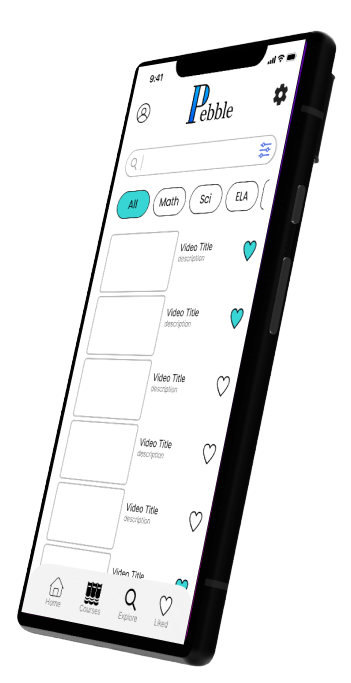 9:41
Pebble
All
Math
Sci
ELA
Video Title
description
Video Title
description
Video Title
description
Video Title
description
Video Title
description
Video Title
Home
Courses
Explore
Liked